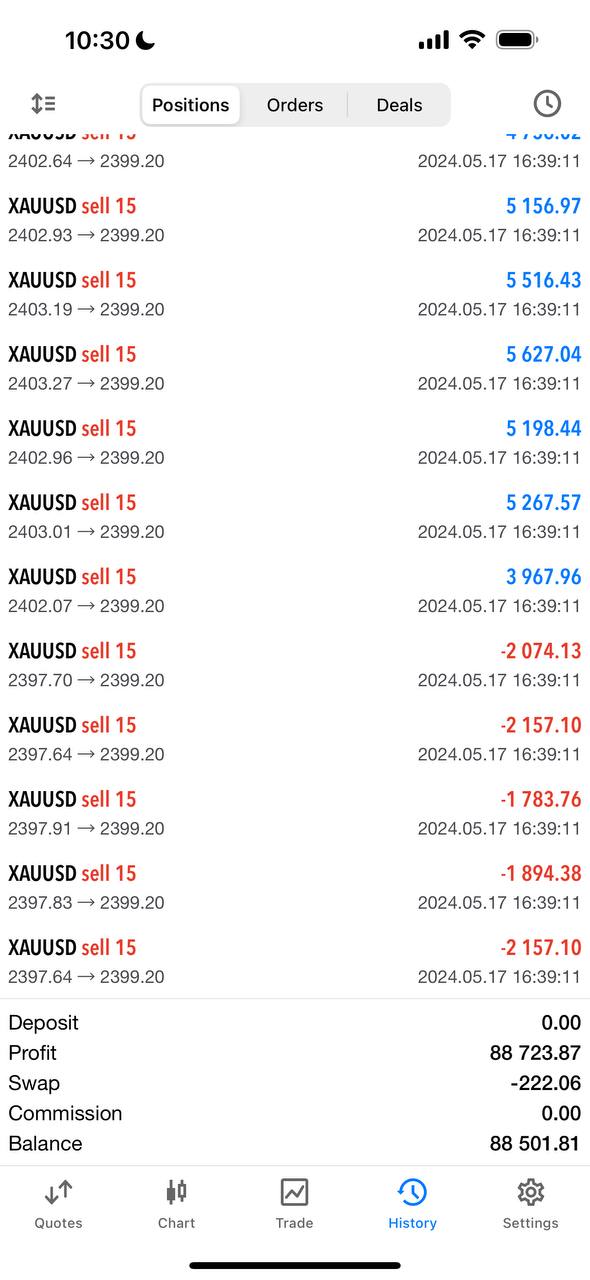 10:30
Positions Orders Deals
2402.64 → 2399.20 2024.05.17 16:39:11
XAUUSD sell 15 5 156.97
2402.93 → 2399.20 2024.05.17 16:39:11
XAUUSD sell 15 5 516.43
2403.19 → 2399.20 2024.05.17 16:39:11
XAUUSD sell 15 5 627.04
2403.27 → 2399.20 2024.05.17 16:39:11
XAUUSD sell 15 5 198.44
2402.96 → 2399.20 2024.05.17 16:39:11
XAUUSD sell 15 5 267.57
2403.01 → 2399.20 2024.05.17 16:39:11
XAUUSD sell 15 3 967.96
2402.07 → 2399.20 2024.05.17 16:39:11
XAUUSD sell 15 -2 074.13
2397.70 → 2399.20 2024.05.17 16:39:11
XAUUSD sell 15 -2 157.10
2397.64 → 2399.20 2024.05.17 16:39:11
XAUUSD sell 15 -1 783.76
2397.91 → 2399.20 2024.05.17 16:39:11
XAUUSD sell 15 -1 894.38
2397.83 → 2399.20 2024.05.17 16:39:11
XAUUSD sell 15 -2 157.10
2397.64 → 2399.20 2024.05.17 16:39:11
Deposit 0.00
Profit 88 723.87
Swap -222.06
Commission 0.00
Balance 88 501.81
Quotes Chart Trade History Settings